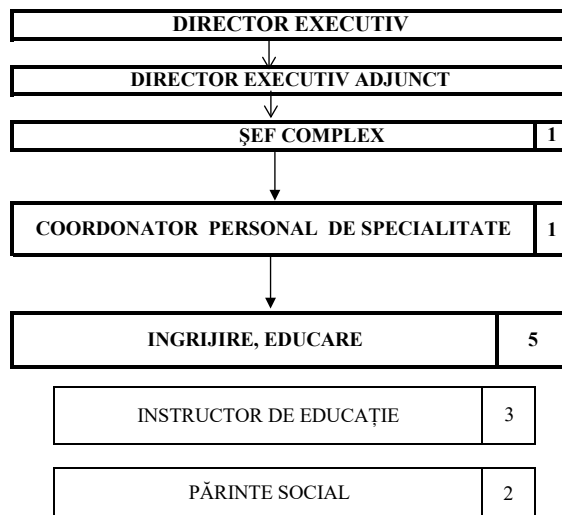 DIRECTOR EXECUTIV
DIRECTOR EXECUTIV ADJUNCT
ŞEF COMPLEX 1
COORDONATOR PERSONAL DE SPECIALITATE 1
INGRIJIRE, EDUCARE 5
INSTRUCTOR DE EDUCAȚIE 3
PĂRINTE SOCIAL 2